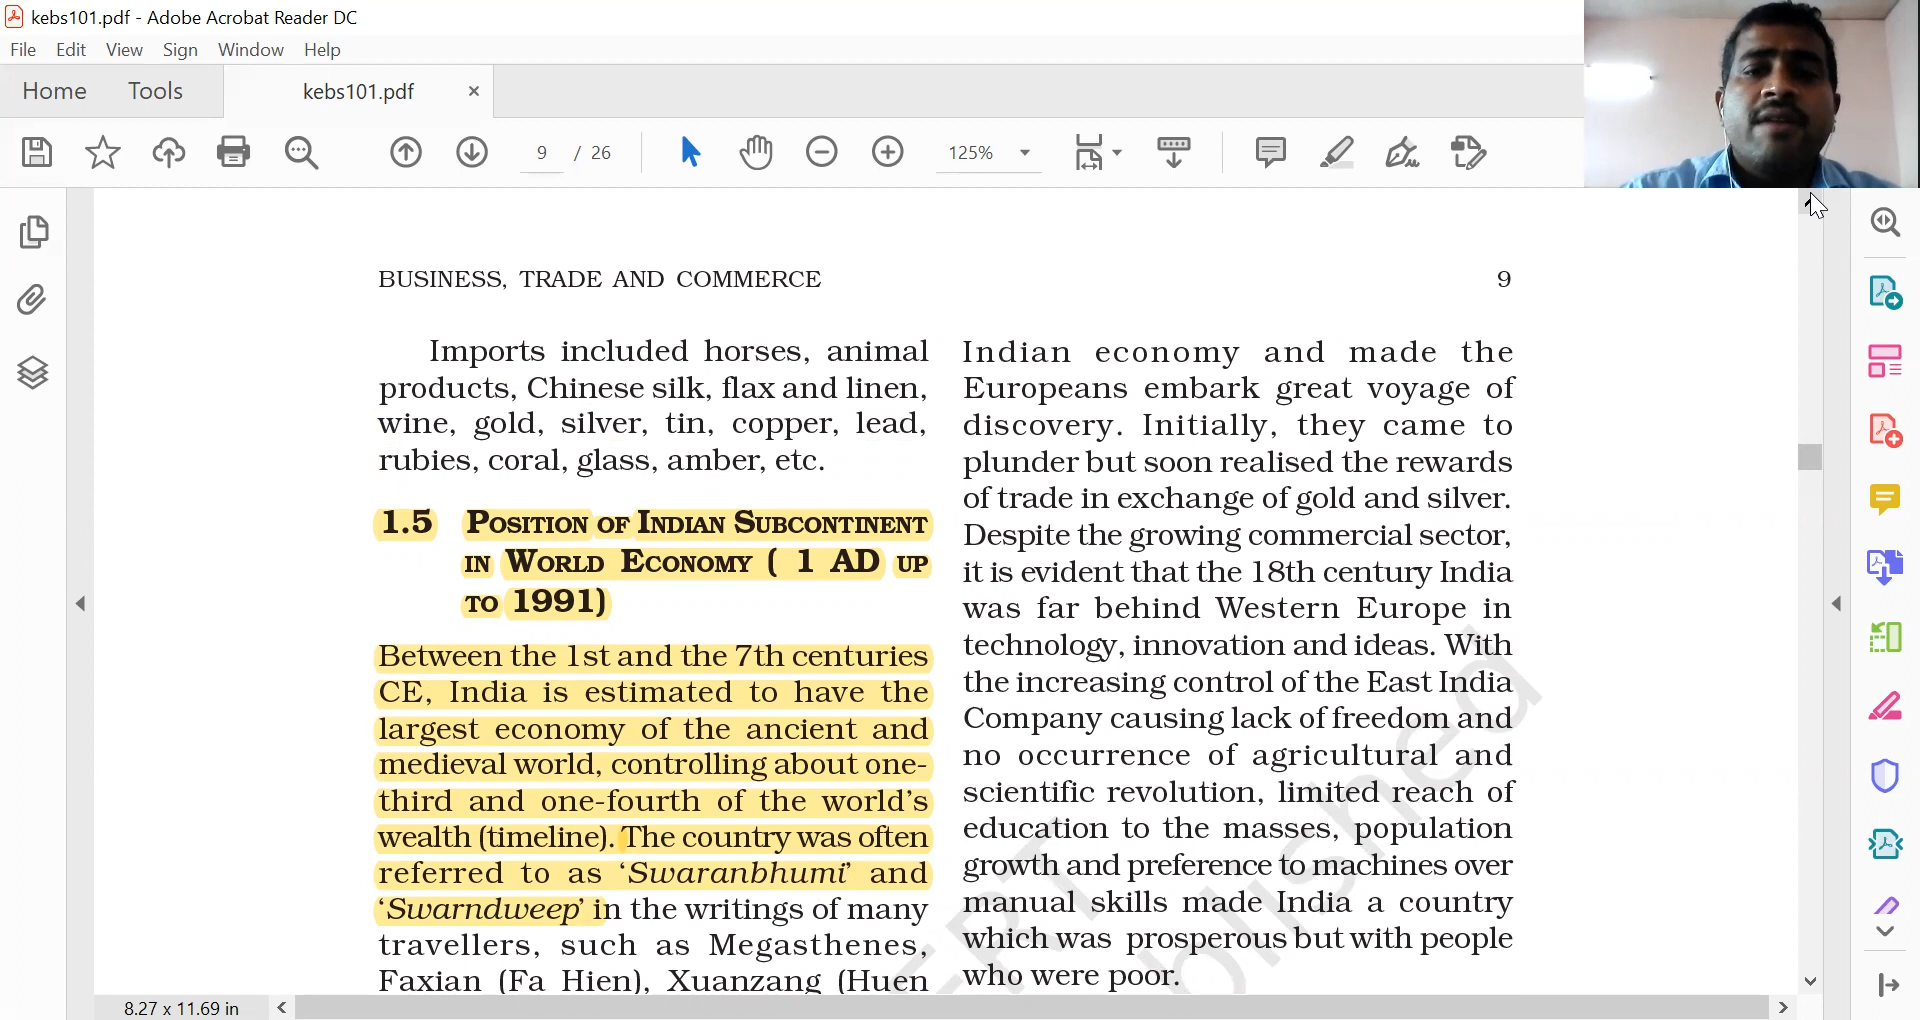 kebs101.pdf - Adobe Acrobat Reader DC
File Edit View Sign Window Help
Home Tools kebs101.pdf ×
9 / 26 125%
BUSINESS, TRADE AND COMMERCE 9
Imports included horses, animal
products, Chinese silk, flax and linen,
wine, gold, silver, tin, copper, lead,
rubies, coral, glass, amber, etc.
1.5 Position of Indian Subcontinent
in World Economy ( 1 AD up
to 1991)
Between the 1st and the 7th centuries
CE, India is estimated to have the
largest economy of the ancient and
medieval world, controlling about one-
third and one-fourth of the world's
wealth (timeline). The country was often
referred to as ‘Swaranbhumi’ and
‘Swarndweep’ in the writings of many
travellers, such as Megasthenes,
Faxian (Fa Hien), Xuanzang (Huen
Indian economy and made the
Europeans embark great voyage of
discovery. Initially, they came to
plunder but soon realised the rewards
of trade in exchange of gold and silver.
Despite the growing commercial sector,
it is evident that the 18th century India
was far behind Western Europe in
technology, innovation and ideas. With
the increasing control of the East India
Company causing lack of freedom and
no occurrence of agricultural and
scientific revolution, limited reach of
education to the masses, population
growth and preference to machines over
manual skills made India a country
which was prosperous but with people
who were poor.
8.27 x 11.69 in